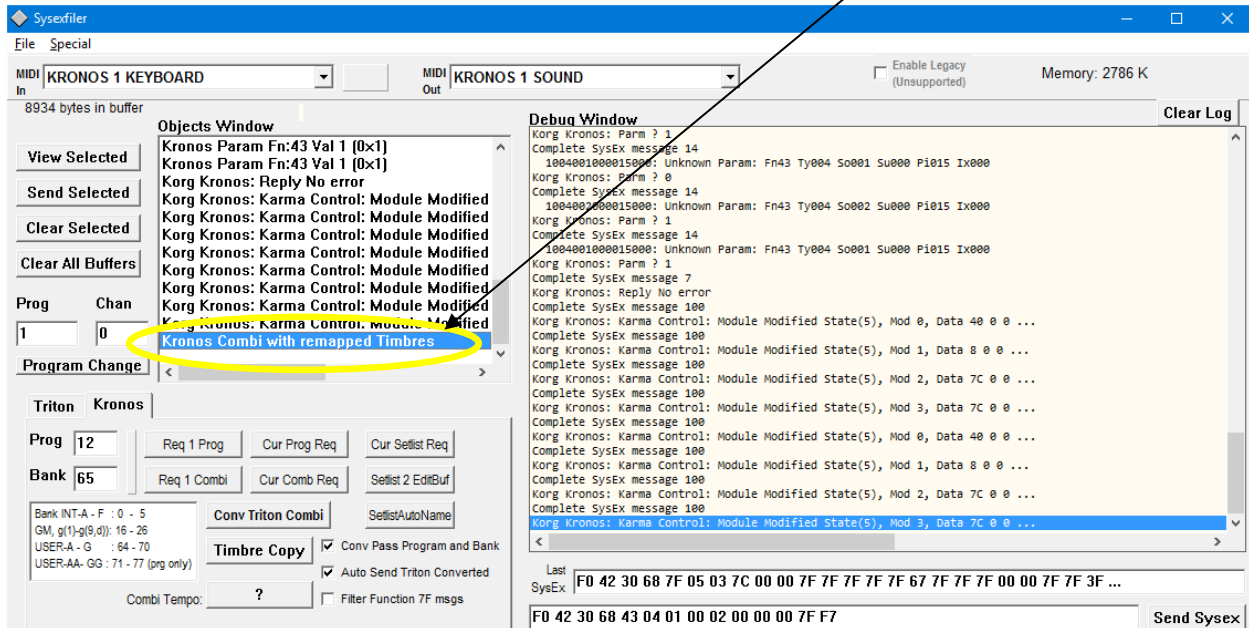 Sysexfiler
File Special
MIDI In KRONOS 1 KEYBOARD
MIDI Out KRONOS 1 SOUND
Enable Legacy (Unsupported)
Memory: 2786 K
8934 bytes in buffer
Objects Window
Kronos Param Fn:43 Val 1 (0x1)
Kronos Param Fn:43 Val 1 (0x1)
Korg Kronos: Reply No error
Korg Kronos: Karma Control: Module Modified
Korg Kronos: Karma Control: Module Modified
Korg Kronos: Karma Control: Module Modified
Korg Kronos: Karma Control: Module Modified
Korg Kronos: Karma Control: Module Modified
Korg Kronos: Karma Control: Module Modified
Korg Kronos: Karma Control: Module Modified
Korg Kronos: Karma Control: Module Modified
Kronos Combi with remapped Timbres
View Selected
Send Selected
Clear Selected
Clear All Buffers
Prog Chan
1 0
Program Change
Debug Window
Clear Log
Korg Kronos: Parm ? 1
Complete SysEx message 14
1004001000015000: Unknown Param: Fn43 Ty004 So001 Su000 Pi015 Ix000
Korg Kronos: Parm ? 0
Complete SysEx message 14
1004002000015000: Unknown Param: Fn43 Ty004 So002 Su000 Pi015 Ix000
Korg Kronos: Parm ? 1
Complete SysEx message 14
1004001000015000: Unknown Param: Fn43 Ty004 So001 Su000 Pi015 Ix000
Korg Kronos: Parm ? 1
Complete SysEx message 7
Korg Kronos: Reply No error
Complete SysEx message 100
Korg Kronos: Karma Control: Module Modified State(5), Mod 0, Data 40 0 0 ...
Complete SysEx message 100
Korg Kronos: Karma Control: Module Modified State(5), Mod 1, Data 8 0 0 ...
Complete SysEx message 100
Korg Kronos: Karma Control: Module Modified State(5), Mod 2, Data 7C 0 0 ...
Complete SysEx message 100
Korg Kronos: Karma Control: Module Modified State(5), Mod 3, Data 7C 0 0 ...
Complete SysEx message 100
Korg Kronos: Karma Control: Module Modified State(5), Mod 0, Data 40 0 0 ...
Complete SysEx message 100
Korg Kronos: Karma Control: Module Modified State(5), Mod 1, Data 8 0 0 ...
Complete SysEx message 100
Korg Kronos: Karma Control: Module Modified State(5), Mod 2, Data 7C 0 0 ...
Complete SysEx message 100
Korg Kronos: Karma Control: Module Modified State(5), Mod 3, Data 7C 0 0 ...
Triton Kronos
Prog 12
Req 1 Prog Cur Prog Req Cur Setlist Req
Bank 65
Req 1 Combi Cur Comb Req Setlist 2 EditBuf
Bank INT-A - F : 0 - 5
GM, g(1)-g(9,d)): 16 - 26
USER-A - G : 64 - 70
USER-AA- GG : 71 - 77 (prg only)
Conv Triton Combi SetlistAutoName
Timbre Copy Conv Pass Program and Bank
Auto Send Triton Converted
Combi Tempo: ? Filter Function 7F msgs
Last SysEx F0 42 30 68 7F 05 03 7C 00 00 7F 7F 7F 7F 7F 67 7F 7F 7F 00 00 7F 7F 3F ...
F0 42 30 68 43 04 01 00 02 00 00 00 7F F7 Send Sysex